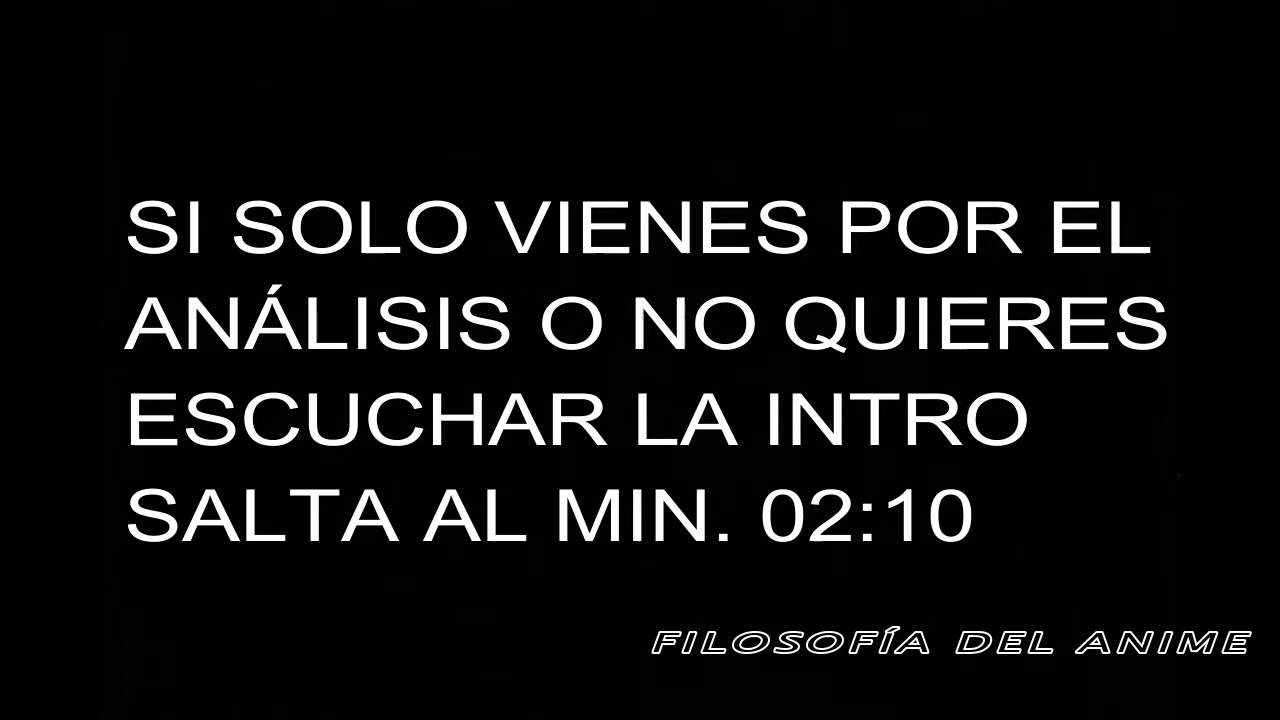 SI SOLO VIENES POR EL
ANÁLISIS O NO QUIERES
ESCUCHAR LA INTRO
SALTA AL MIN. 02:10
FILOSOFÍA DEL ANIME